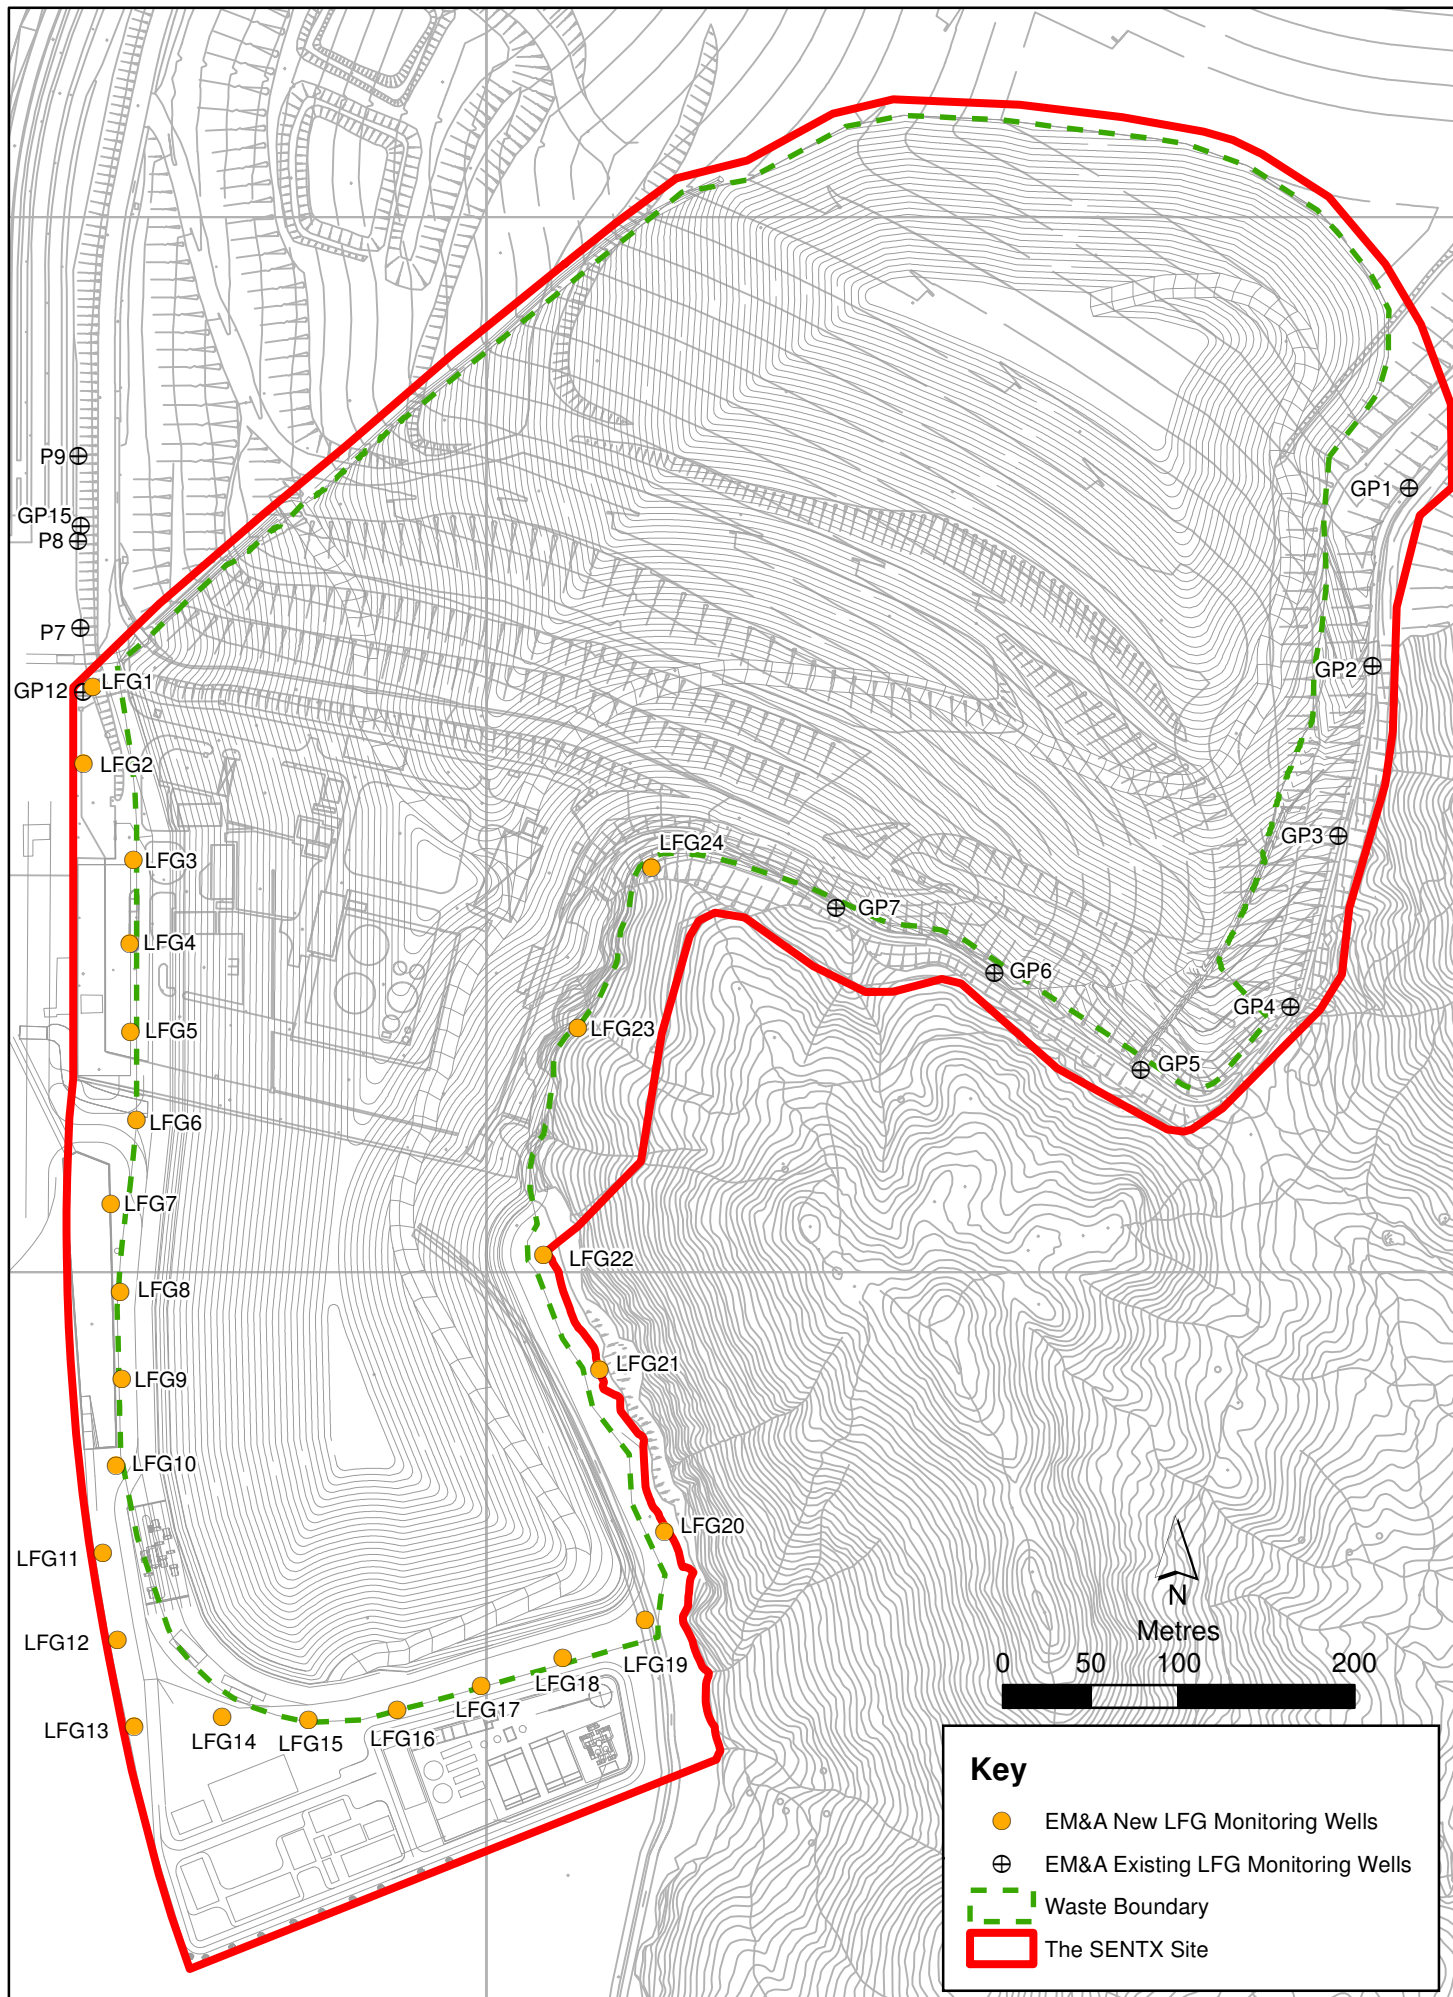 P9
GP1
GP15
P8
P7
GP2
GP12
LFG1
LFG2
GP3
LFG24
LFG3
GP7
LFG4
GP6
GP4
LFG23
LFG5
GP5
LFG6
LFG7
LFG22
LFG8
LFG21
LFG9
LFG10
LFG20
LFG11
N
Metres
LFG12
0 50 100 200
LFG19
LFG18
LFG17
LFG16
LFG13
LFG14
LFG15
Key
EM&A New LFG Monitoring Wells
EM&A Existing LFG Monitoring Wells
Waste Boundary
The SENTX Site